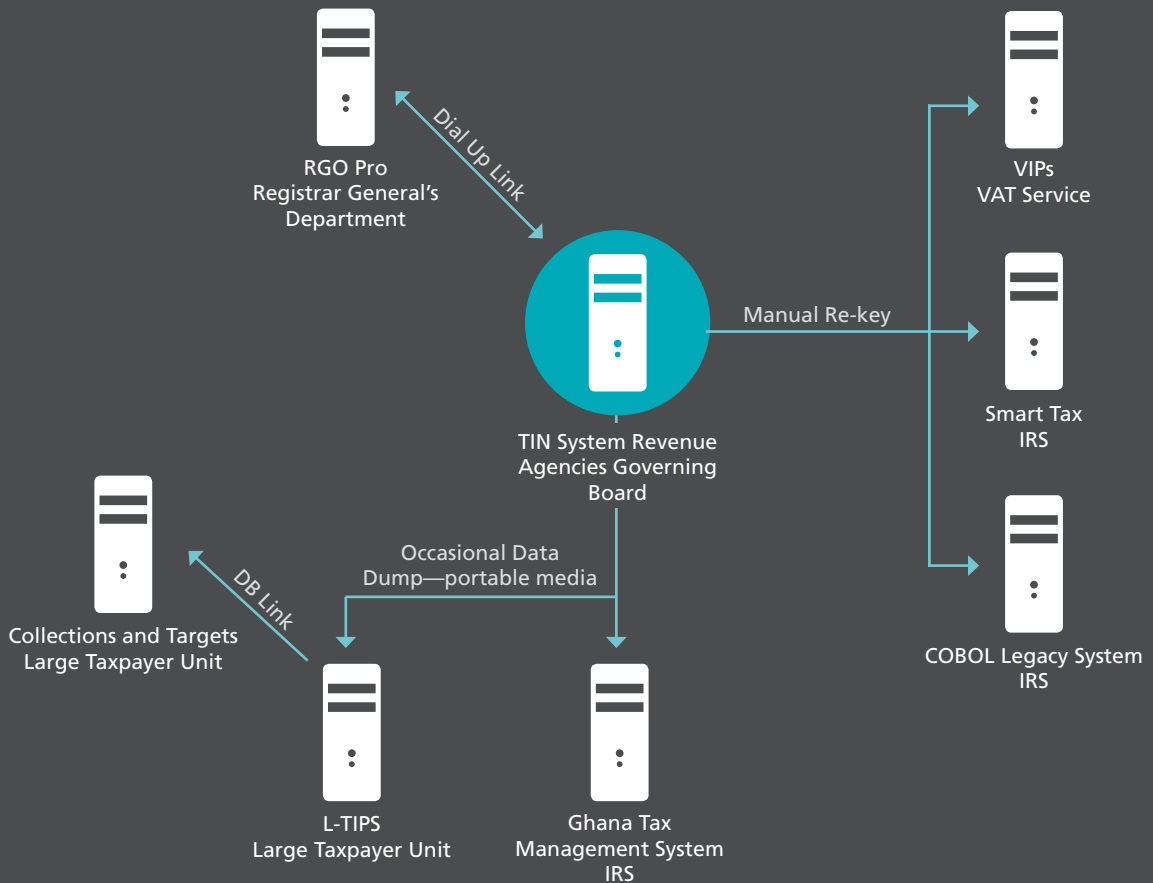 RGO Pro
Registrar General's
Department
Dial Up Link
VIPs
VAT Service
Manual Re-key
Smart Tax
IRS
TIN System Revenue
Agencies Governing
Board
Occasional Data
Dump—portable media
DB Link
Collections and Targets
Large Taxpayer Unit
COBOL Legacy System
IRS
L-TIPS
Large Taxpayer Unit
Ghana Tax
Management System
IRS